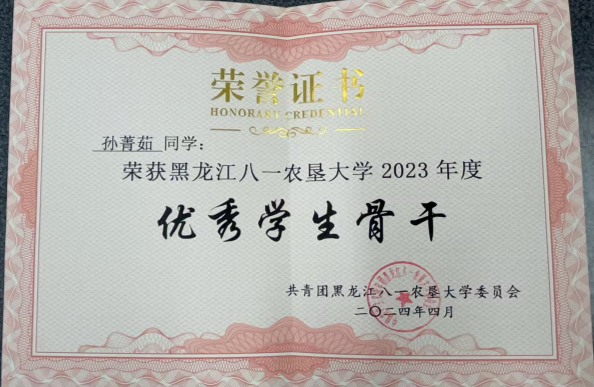 荣誉证书
HONORARY CREDENTIAL
孙菁茹 同学：
荣获黑龙江八一农垦大学 2023 年度
优秀学生骨干
共青团黑龙江八一农垦大学委员会
二〇二四年四月